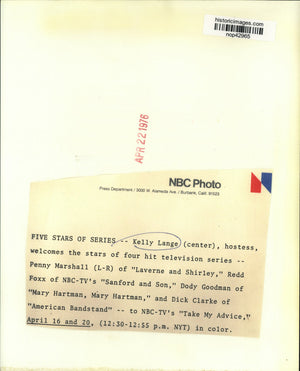 historicimages.com
nop42965
APR 22 1976
NBC Photo
Press Department / 3000 W. Alameda Ave. / Burbank, Calif. 91523
FIVE STARS OF SERIES -- Kelly Lange (center), hostess,
welcomes the stars of four hit television series --
Penny Marshall (L-R) of "Laverne and Shirley," Redd
Foxx of NBC-TV's "Sanford and Son," Dody Goodman of
"Mary Hartman, Mary Hartman," and Dick Clarke of
"American Bandstand" -- to NBC-TV's "Take My Advice,"
April 16 and 20, (12:30-12:55 p.m. NYT) in color.